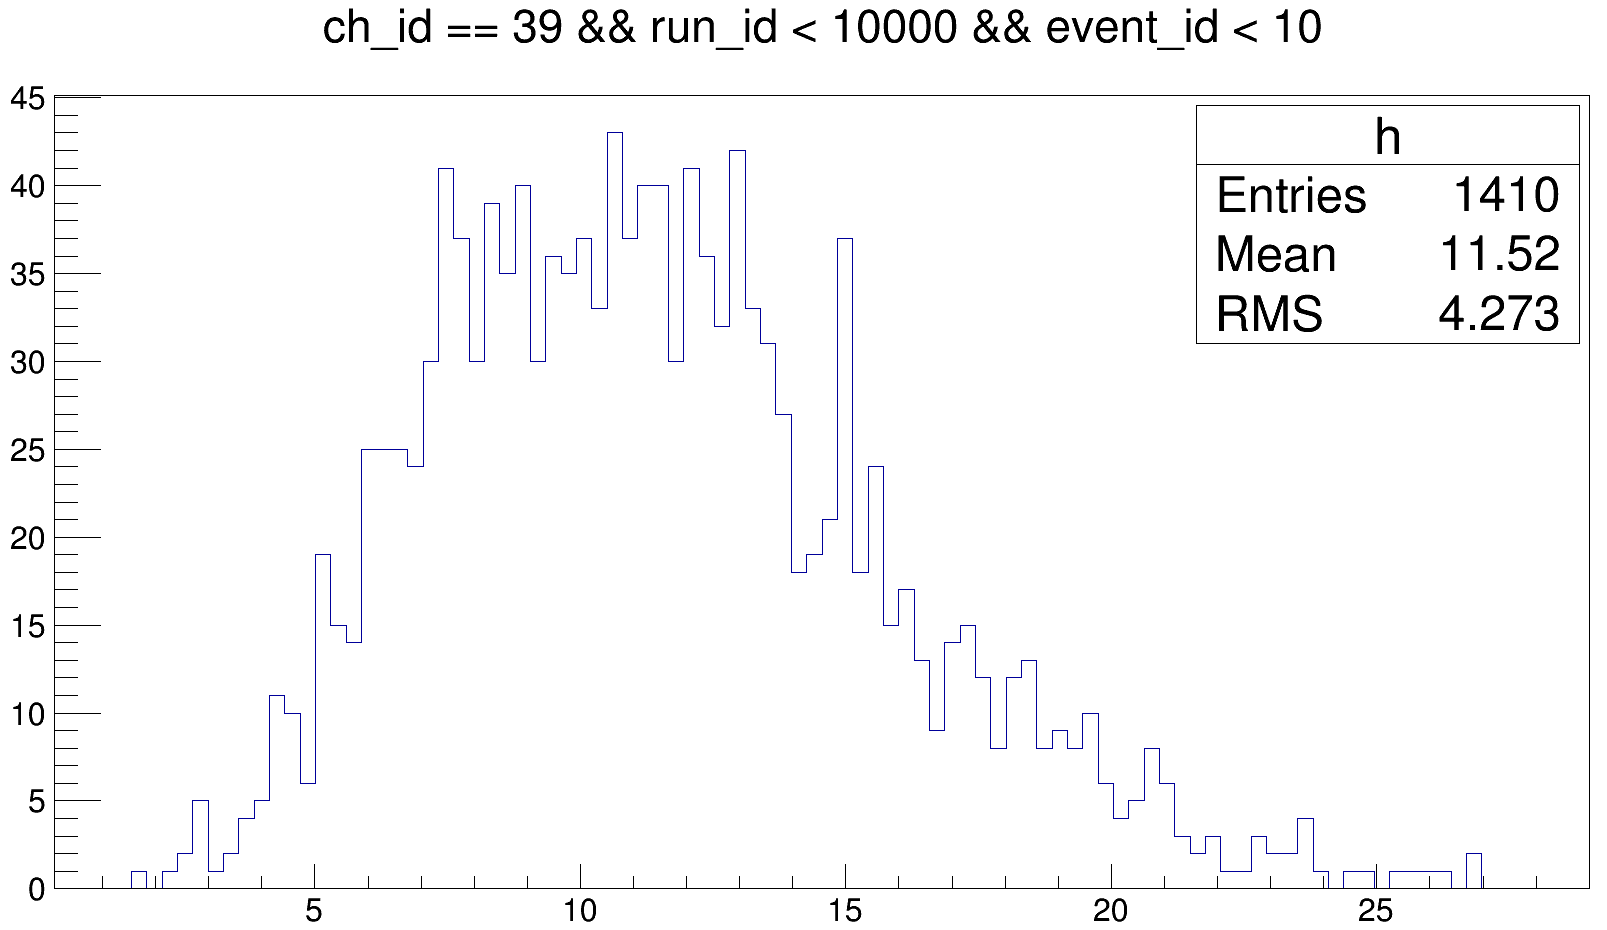 ch_id == 39 && run_id < 10000 && event_id < 10
h
Entries 1410
Mean 11.52
RMS 4.273
45
40
35
30
25
20
15
10
5
0
5 10 15 20 25